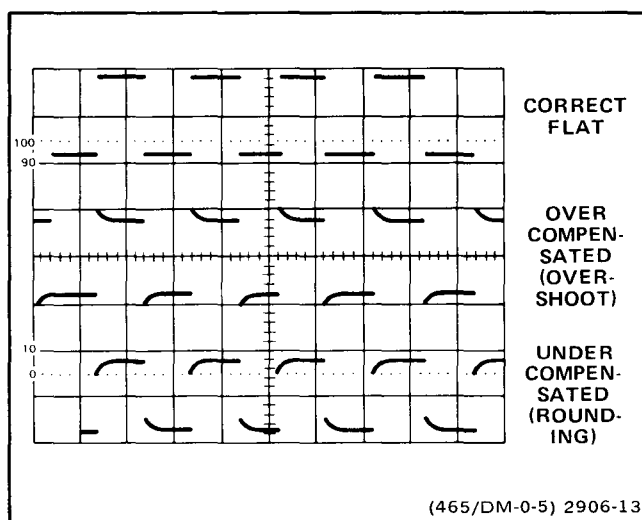 CORRECT
FLAT
100
90
OVER
COMPEN-
SATED
(OVER-
SHOOT)
10
0
UNDER
COMPEN-
SATED
(ROUND-
ING)
(465/DM-0-5) 2906-13